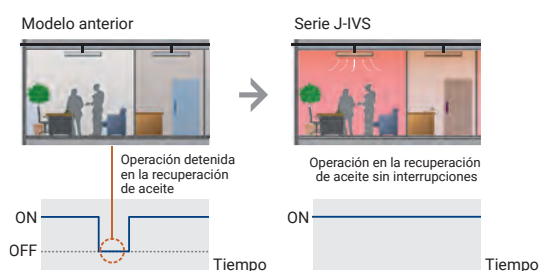 Modelo anterior
Serie J-IVS
Operación detenida
en la recuperación
de aceite
Operación en la recuperación
de aceite sin interrupciones
ON
OFF
Tiempo
ON
Tiempo